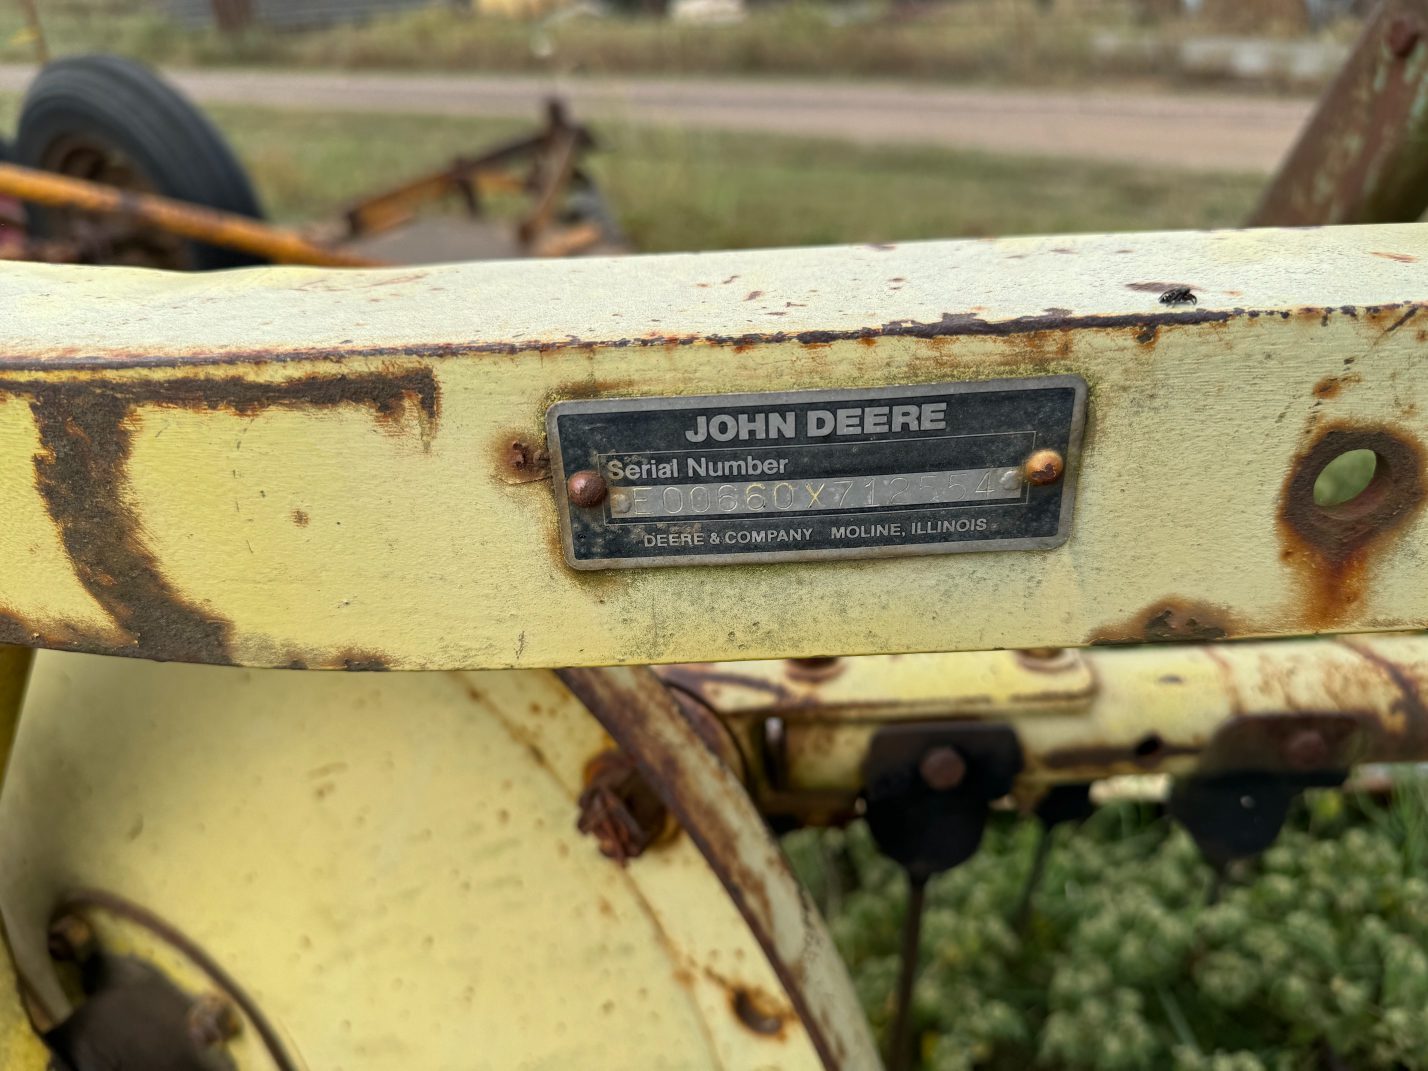 JOHN DEERE
Serial Number
E00660X712554
DEERE & COMPANY MOLINE, ILLINOIS